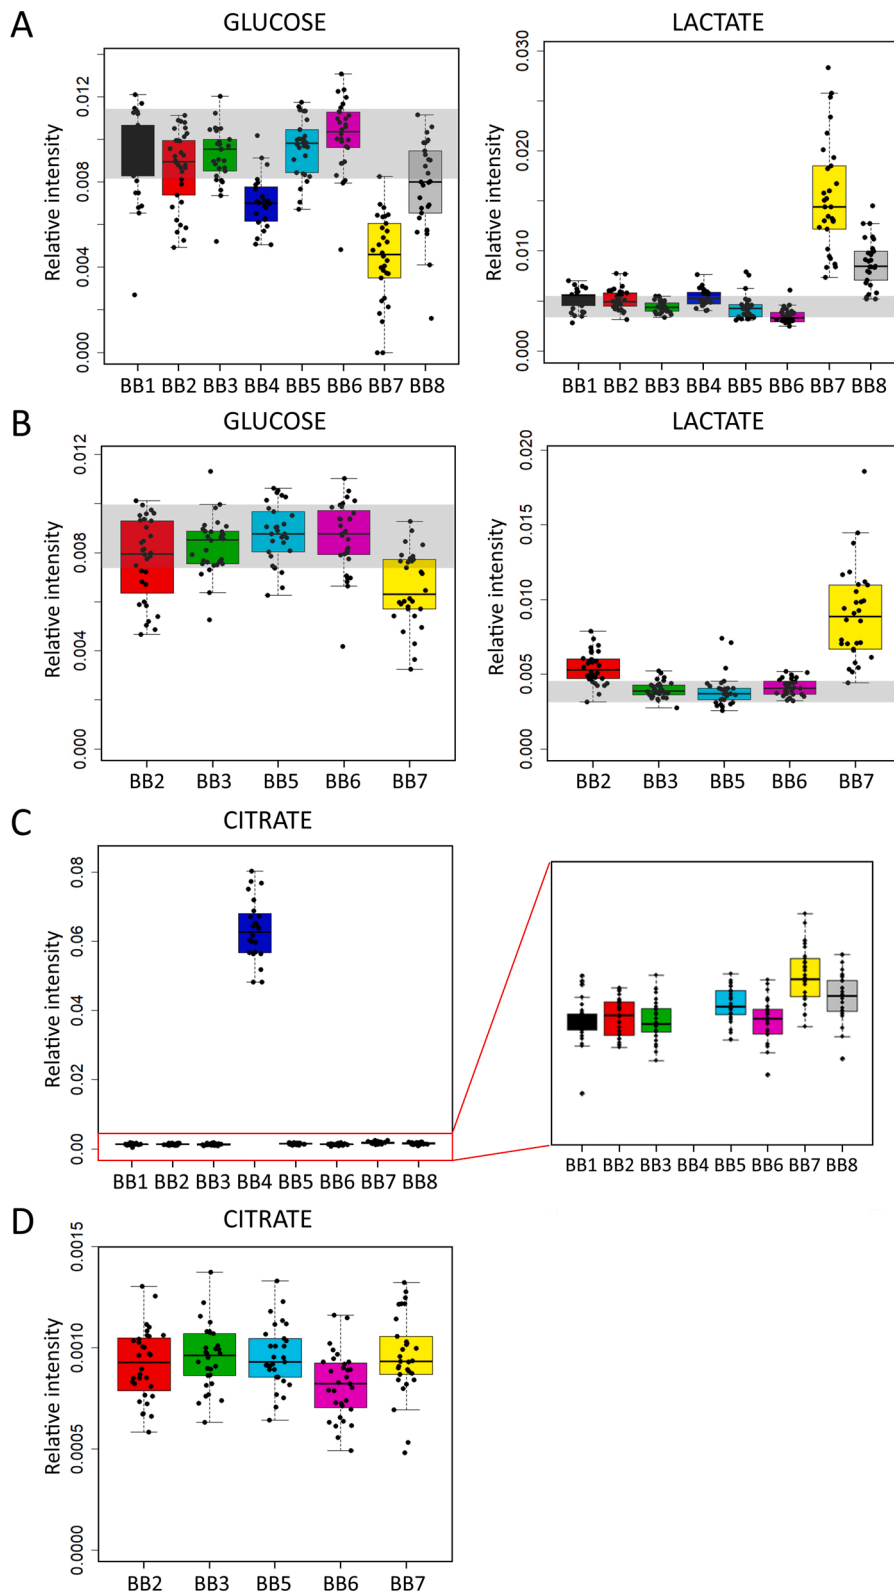 A
GLUCOSE
LACTATE
Relative intensity
0.012
0.008
0.004
0.000
BB1 BB2 BB3 BB4 BB5 BB6 BB7 BB8
Relative intensity
0.030
0.020
0.010
0.000
BB1 BB2 BB3 BB4 BB5 BB6 BB7 BB8
B
GLUCOSE
LACTATE
Relative intensity
0.012
0.008
0.004
0.000
BB2 BB3 BB5 BB6 BB7
Relative intensity
0.020
0.015
0.010
0.005
0.000
BB2 BB3 BB5 BB6 BB7
C
CITRATE
Relative intensity
0.08
0.06
0.04
0.02
0.00
BB1 BB2 BB3 BB4 BB5 BB6 BB7 BB8
BB1 BB2 BB3 BB4 BB5 BB6 BB7 BB8
D
CITRATE
Relative intensity
0.0015
0.0010
0.0005
0.0000
BB2 BB3 BB5 BB6 BB7